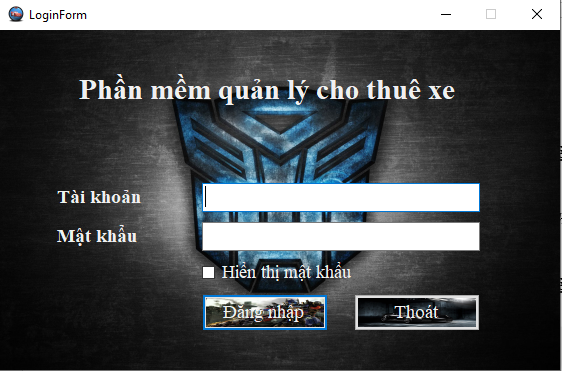 LoginForm
Phần mềm quản lý cho thuê xe
Tài khoản
Mật khẩu
Hiển thị mật khẩu
Đăng nhập
Thoát